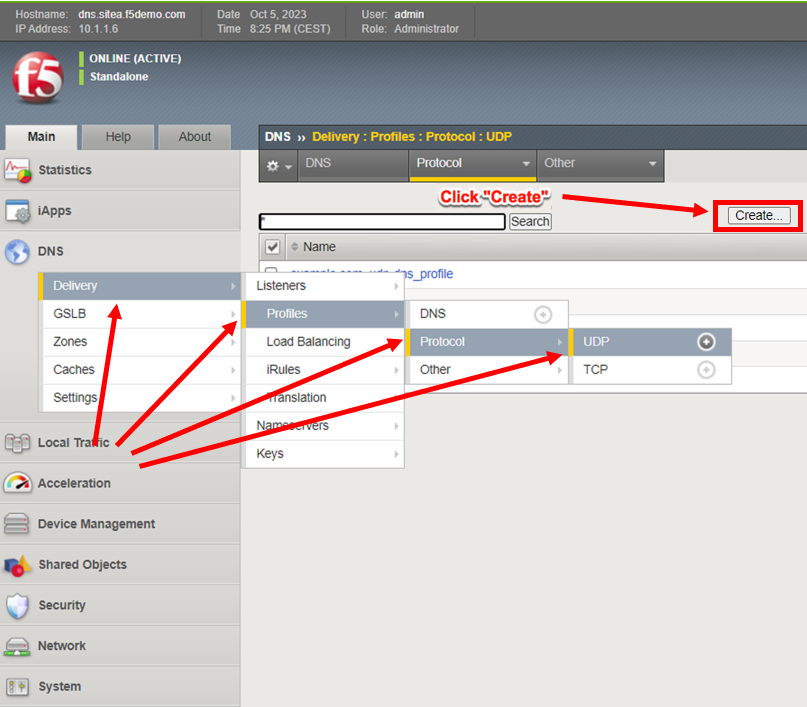 Hostname: dns.sitea.f5demo.com Date Oct 5, 2023 User: admin
IP Address: 10.1.1.6 Time 8:25 PM (CEST) Role: Administrator
f5
ONLINE (ACTIVE)
Standalone
Main Help About
DNS ›› Delivery : Profiles : Protocol : UDP
DNS Protocol Other
Click "Create"
* Search Create...
Name
example.com_udp_dns_profile
Statistics
iApps
DNS
Delivery
GSLB
Zones
Caches
Settings
Listeners
Profiles
Load Balancing
iRules
Translation
Nameservers
Keys
DNS
Protocol
Other
UDP
TCP
Local Traffic
Acceleration
Device Management
Shared Objects
Security
Network
System